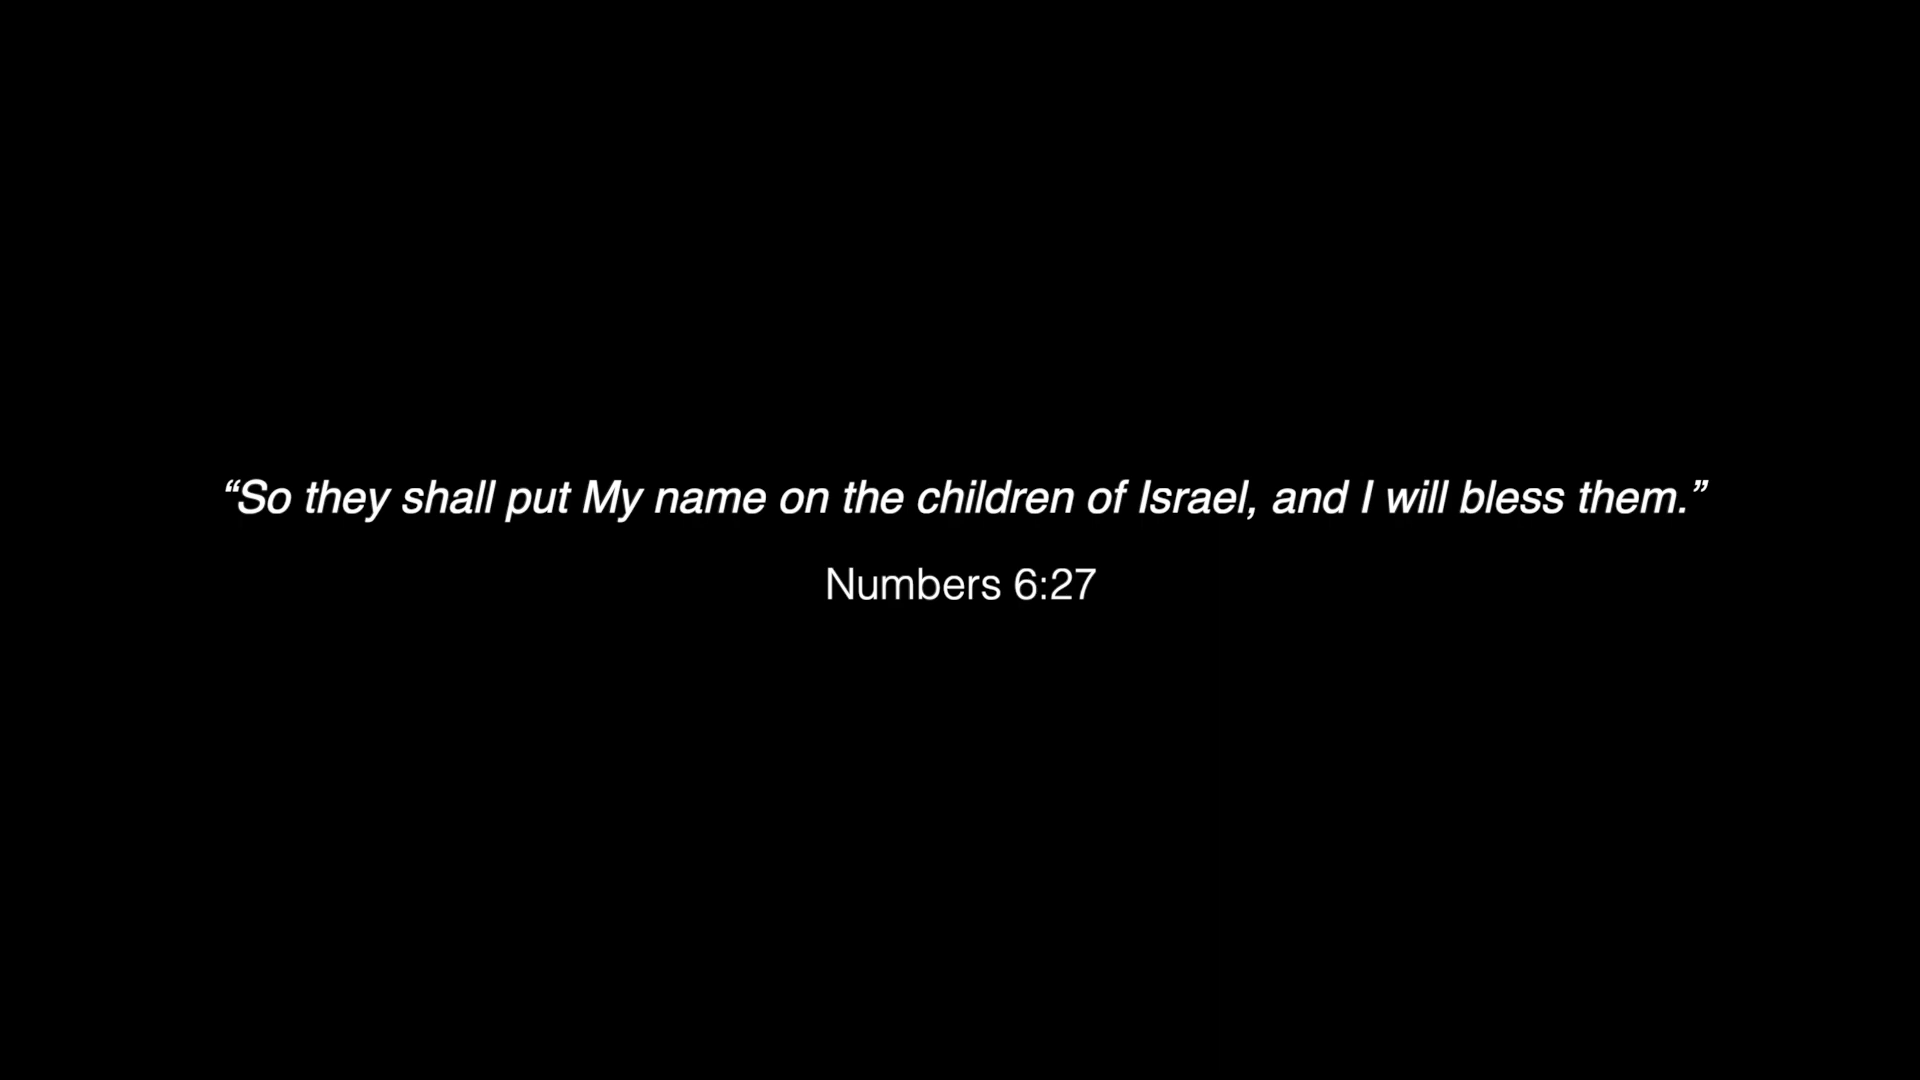 “So they shall put My name on the children of Israel, and I will bless them.”
Numbers 6:27